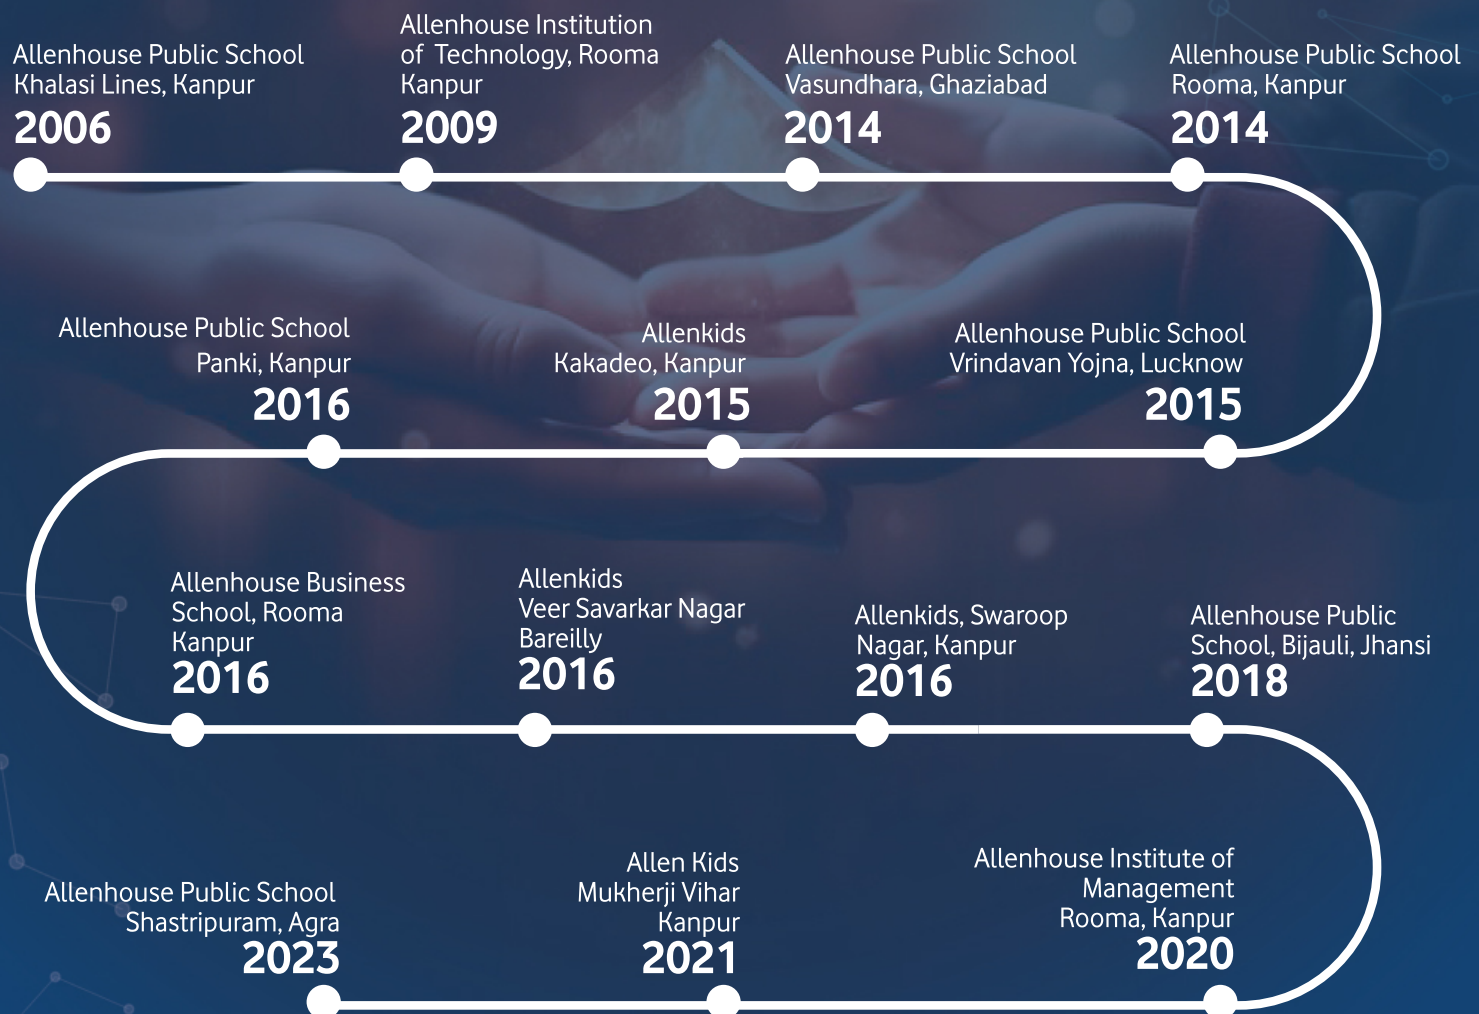 Allenhouse Public School
Khalasi Lines, Kanpur
2006
Allenhouse Institution
of Technology, Rooma
Kanpur
2009
Allenhouse Public School
Vasundhara, Ghaziabad
2014
Allenhouse Public School
Rooma, Kanpur
2014
Allenhouse Public School
Vrindavan Yojna, Lucknow
2015
Allenkids
Kakadeo, Kanpur
2015
Allenhouse Public School
Panki, Kanpur
2016
Allenhouse Business
School, Rooma
Kanpur
2016
Allenkids
Veer Savarkar Nagar
Bareilly
2016
Allenkids, Swaroop
Nagar, Kanpur
2016
Allenhouse Public
School, Bijauli, Jhansi
2018
Allenhouse Institute of
Management
Rooma, Kanpur
2020
Allen Kids
Mukherji Vihar
Kanpur
2021
Allenhouse Public School
Shastripuram, Agra
2023